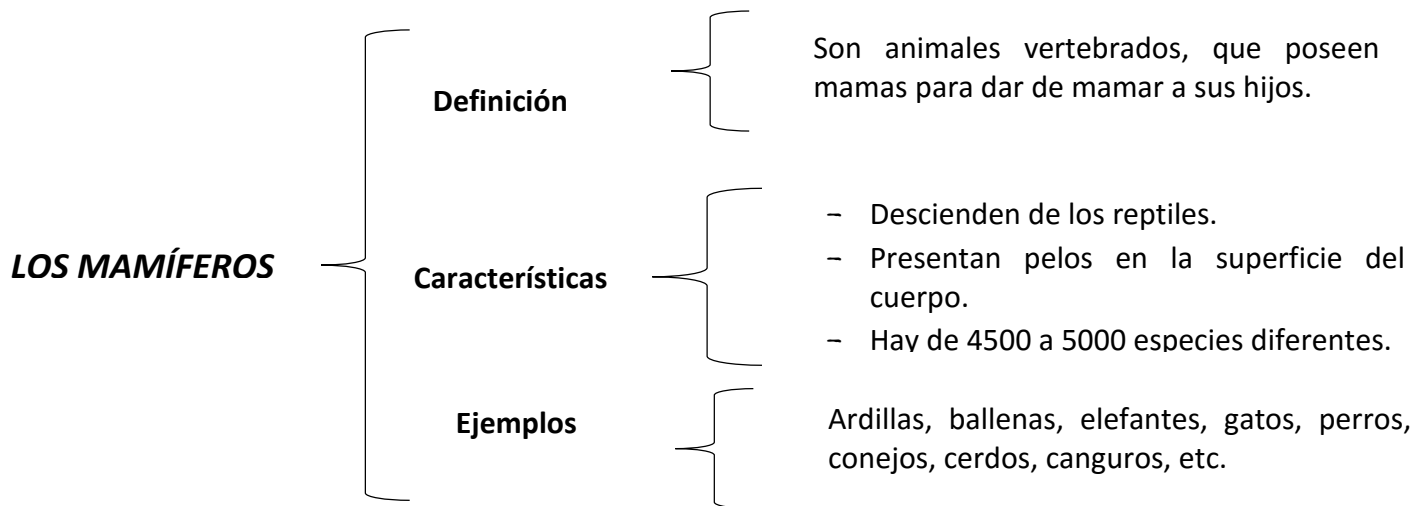 LOS MAMÍFEROS
Definición
Son animales vertebrados, que poseen
mamas para dar de mamar a sus hijos.
Características
- Descienden de los reptiles.
- Presentan pelos en la superficie del
cuerpo.
- Hay de 4500 a 5000 especies diferentes.
Ejemplos
Ardillas, ballenas, elefantes, gatos, perros,
conejos, cerdos, canguros, etc.